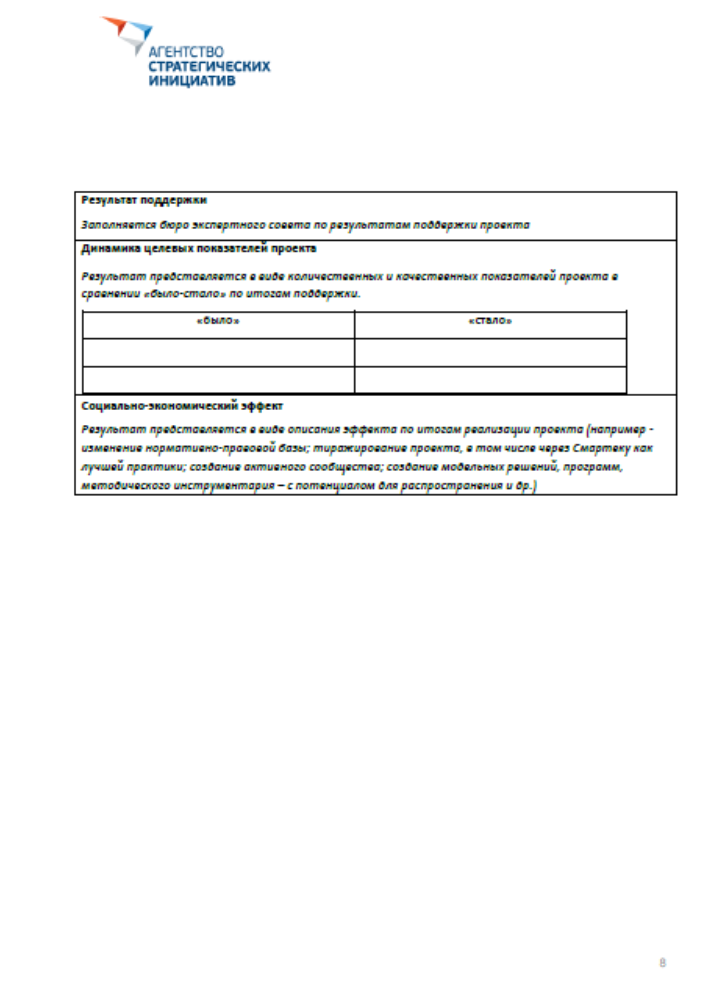 АГЕНТСТВО
СТРАТЕГИЧЕСКИХ
ИНИЦИАТИВ
Результат поддержки
Заполняется бюро экспертного совета по результатам поддержки проекта
Динамика целевых показателей проекта
Результат представляется в виде количественных и качественных показателей проекта в
сравнении «было-стало» по итогам поддержки.
«было» «стало»
Социально-экономический эффект
Результат представляется в виде описания эффекта по итогам реализации проекта (например -
изменение нормативно-правовой базы; тиражирование проекта, в том числе через Смартеку как
лучшей практики; создание активного сообщества; создание модельных решений, программ,
методического инструментария – с потенциалом для распространения и др.)
8